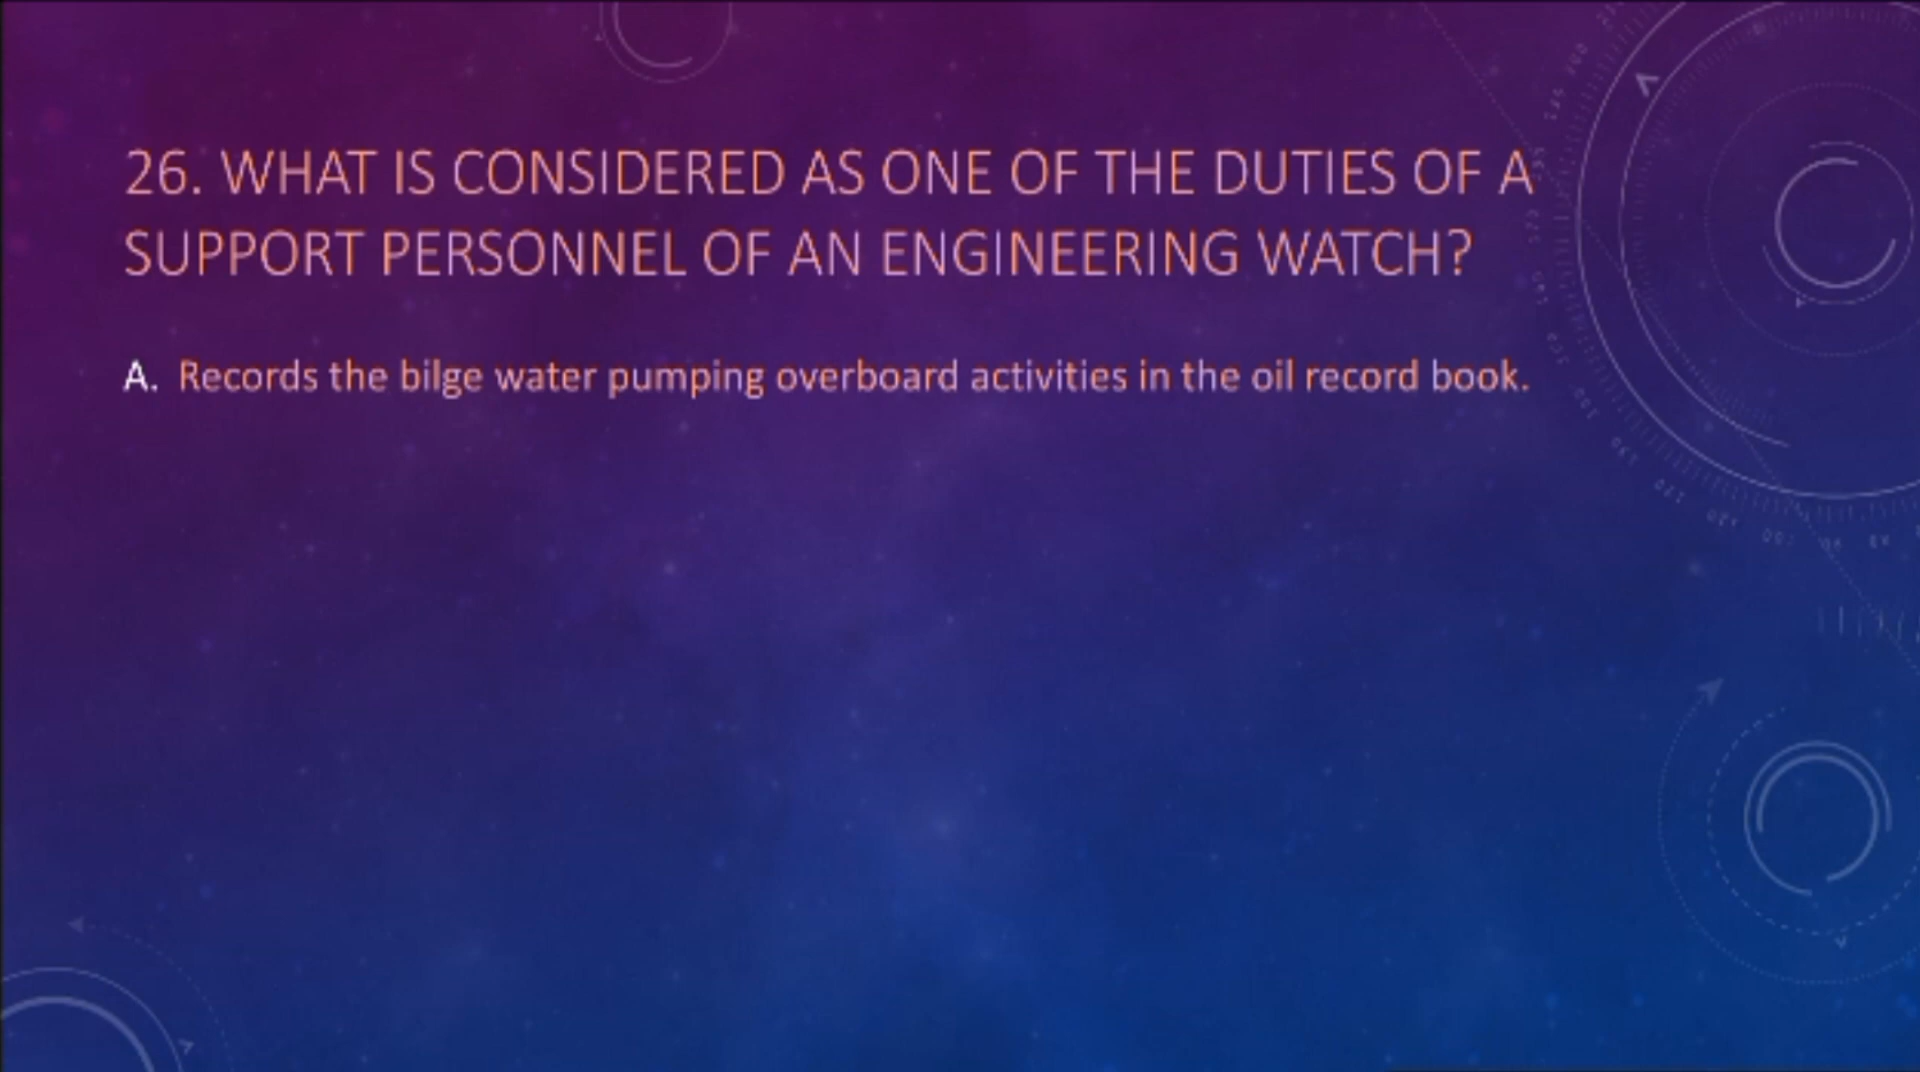 26. WHAT IS CONSIDERED AS ONE OF THE DUTIES OF A
SUPPORT PERSONNEL OF AN ENGINEERING WATCH?
A. Records the bilge water pumping overboard activities in the oil record book.